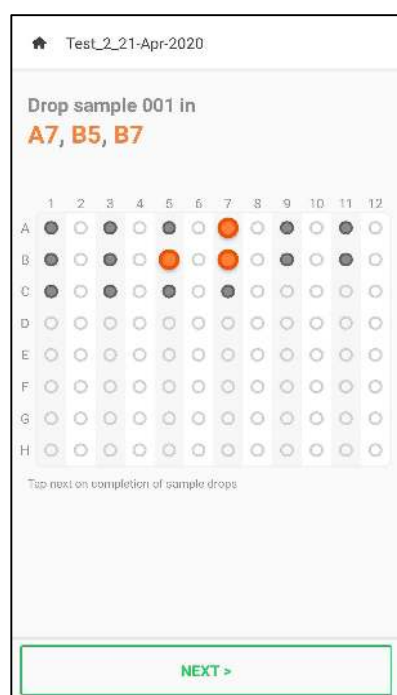 Test_2_21-Apr-2020
Drop sample 001 in
A7, B5, B7
1 2 3 4 5 6 7 8 9 10 11 12
A
B
C
D
E
F
G
H
Tap next on completion of sample drops
NEXT >